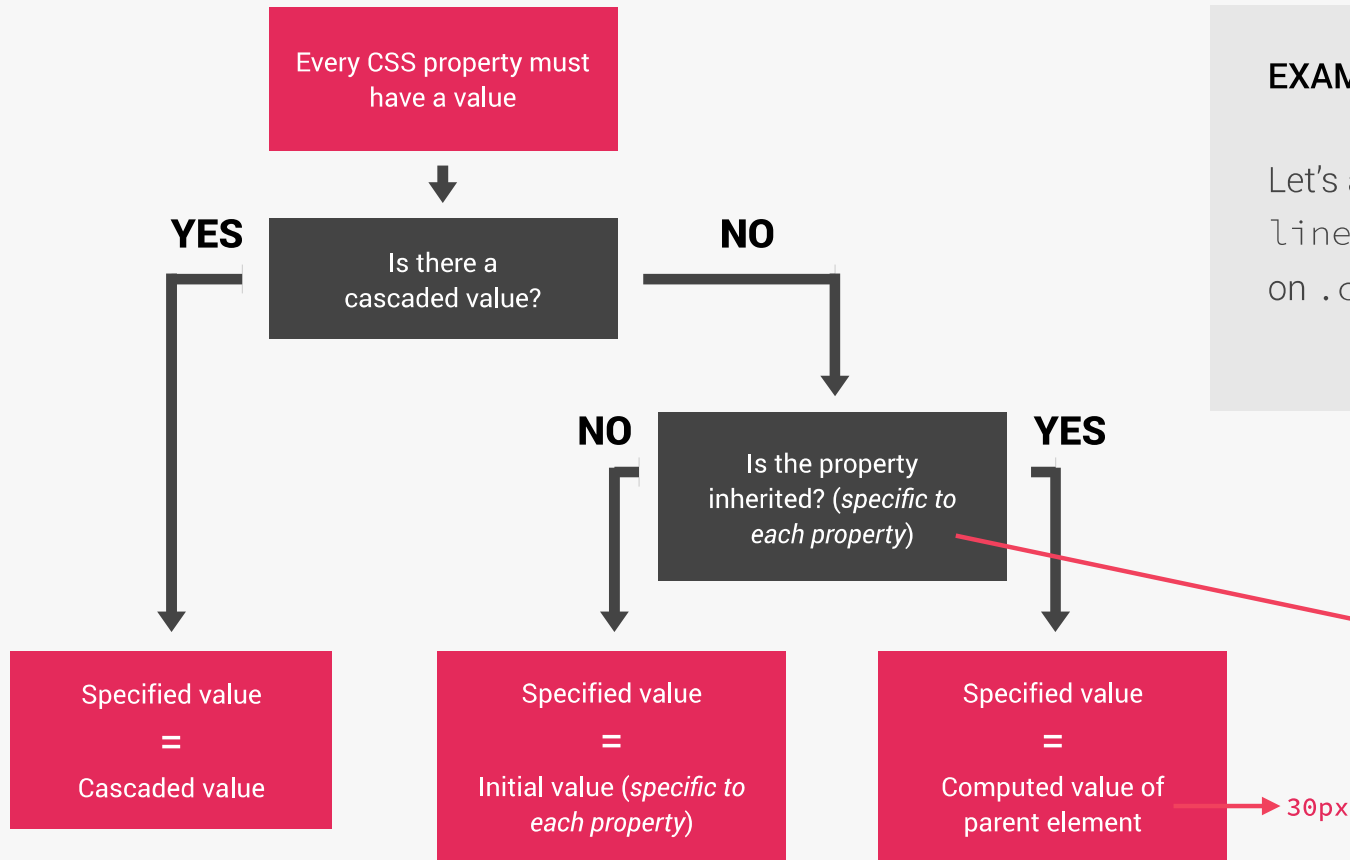 Every CSS property must
have a value
EXAM
Let's a
line
on .c
YES
Is there a
cascaded value?
NO
NO
Is the property
inherited? (specific to
each property)
YES
Specified value
=
Cascaded value
Specified value
=
Initial value (specific to
each property)
Specified value
=
Computed value of
parent element
30px